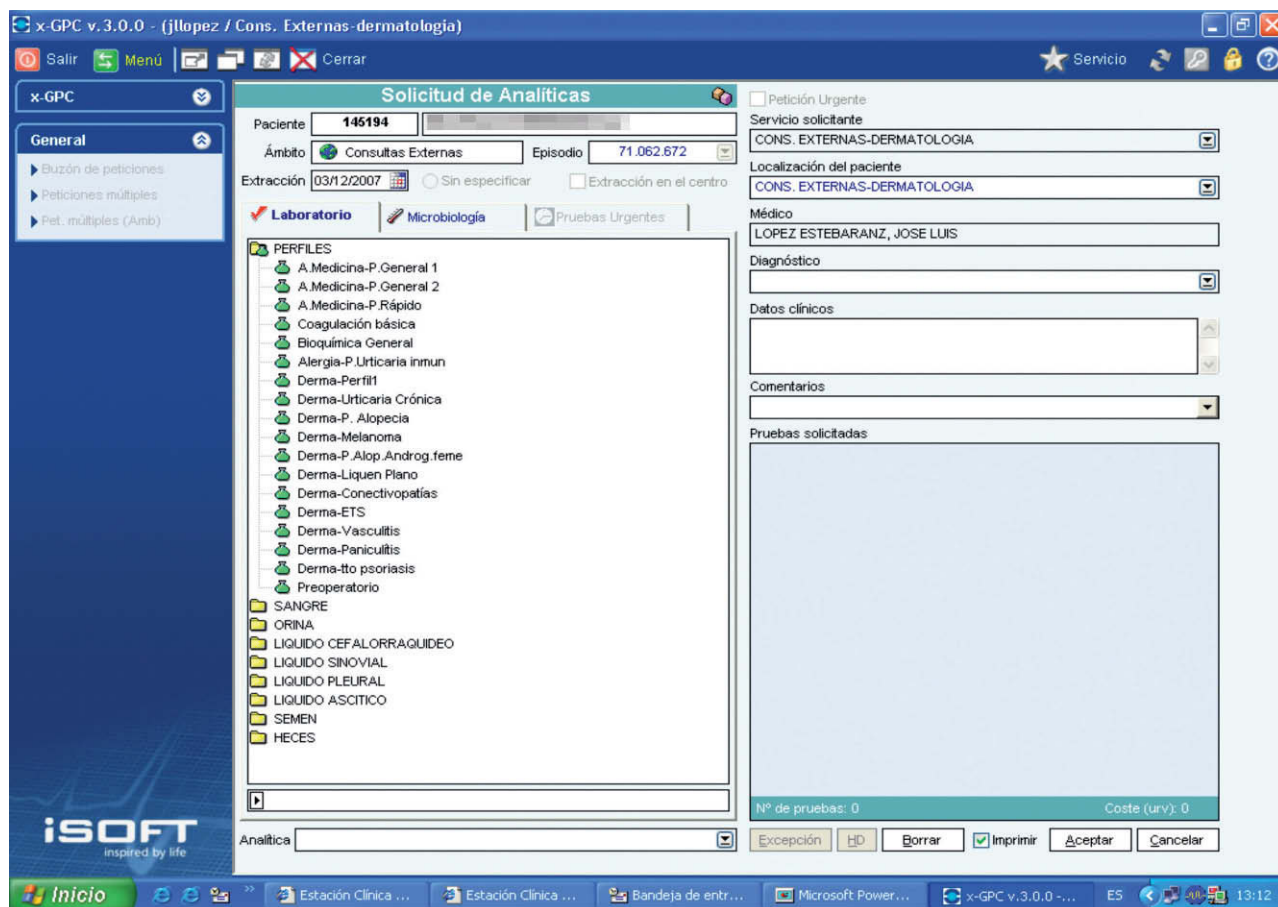 x-GPC v.3.0.0 - (jllopez / Cons. Externas-dermatologia)
Salir Menú Cerrar Servicio
x-GPC
General
Buzón de peticiones
Peticiones múltiples
Pet. múltiples (Amb)
iSOFT
inspired by life
Solicitud de Analíticas
Paciente 145194
Ámbito Consultas Externas Episodio 71.062.672
Extracción 03/12/2007 Sin especificar Extracción en el centro
Laboratorio Microbiología Pruebas Urgentes
PERFILES
A.Medicina-P.General 1
A.Medicina-P.General 2
A.Medicina-P.Rápido
Coagulación básica
Bioquímica General
Alergia-P.Urticaria inmun
Derma-Perfil1
Derma-Urticaria Crónica
Derma-P. Alopecia
Derma-Melanoma
Derma-P.Alop.Androg.feme
Derma-Liquen Plano
Derma-Conectivopatías
Derma-ETS
Derma-Vasculitis
Derma-Paniculitis
Derma-tto psoriasis
Preoperatorio
SANGRE
ORINA
LIQUIDO CEFALORRAQUIDEO
LIQUIDO SINOVIAL
LIQUIDO PLEURAL
LIQUIDO ASCITICO
SEMEN
HECES
Analítica
Petición Urgente
Servicio solicitante
CONS. EXTERNAS-DERMATOLOGIA
Localización del paciente
CONS. EXTERNAS-DERMATOLOGIA
Médico
LOPEZ ESTEBARANZ, JOSE LUIS
Diagnóstico
Datos clínicos
Comentarios
Pruebas solicitadas
Nº de pruebas: 0 Coste (urv): 0
Excepción HD Borrar Imprimir Aceptar Cancelar
Inicio Estación Clínica ... Estación Clínica ... Bandeja de entr... Microsoft Power... x-GPC v.3.0.0 -... ES 13:12